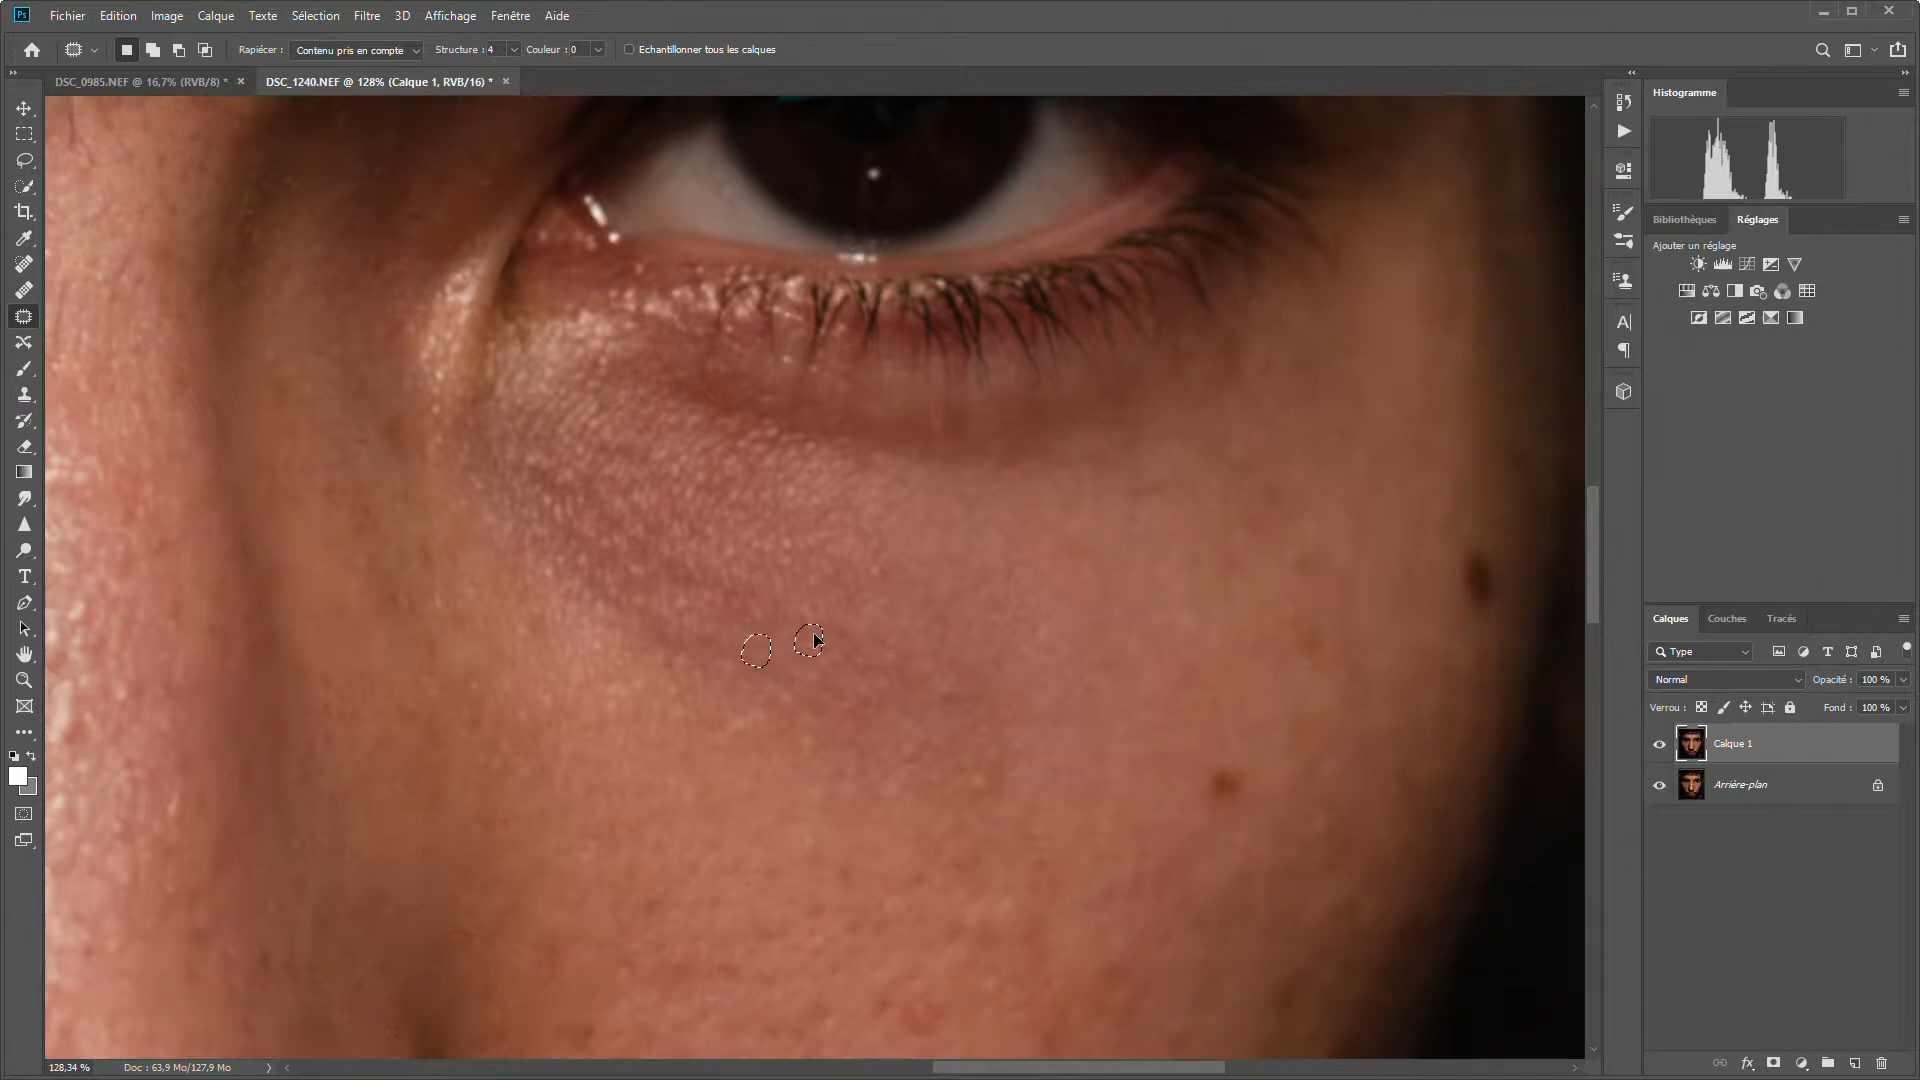 Ps Fichier Edition Image Calque Texte Sélection Filtre 3D Affichage Fenêtre Aide
Rapiécer : Contenu pris en compte Structure : 4 Couleur : 0 Echantillonner tous les calques
DSC_0985.NEF @ 16,7% (RVB/8) * × DSC_1240.NEF @ 128% (Calque 1, RVB/16) * ×
Histogramme
Bibliothèques Réglages
Ajouter un réglage
Calques Couches Tracés
Type
Normal Opacité : 100 %
Verrou : Fond : 100 %
Calque 1
Arrière-plan
128,34 % Doc : 63,9 Mo/127,9 Mo